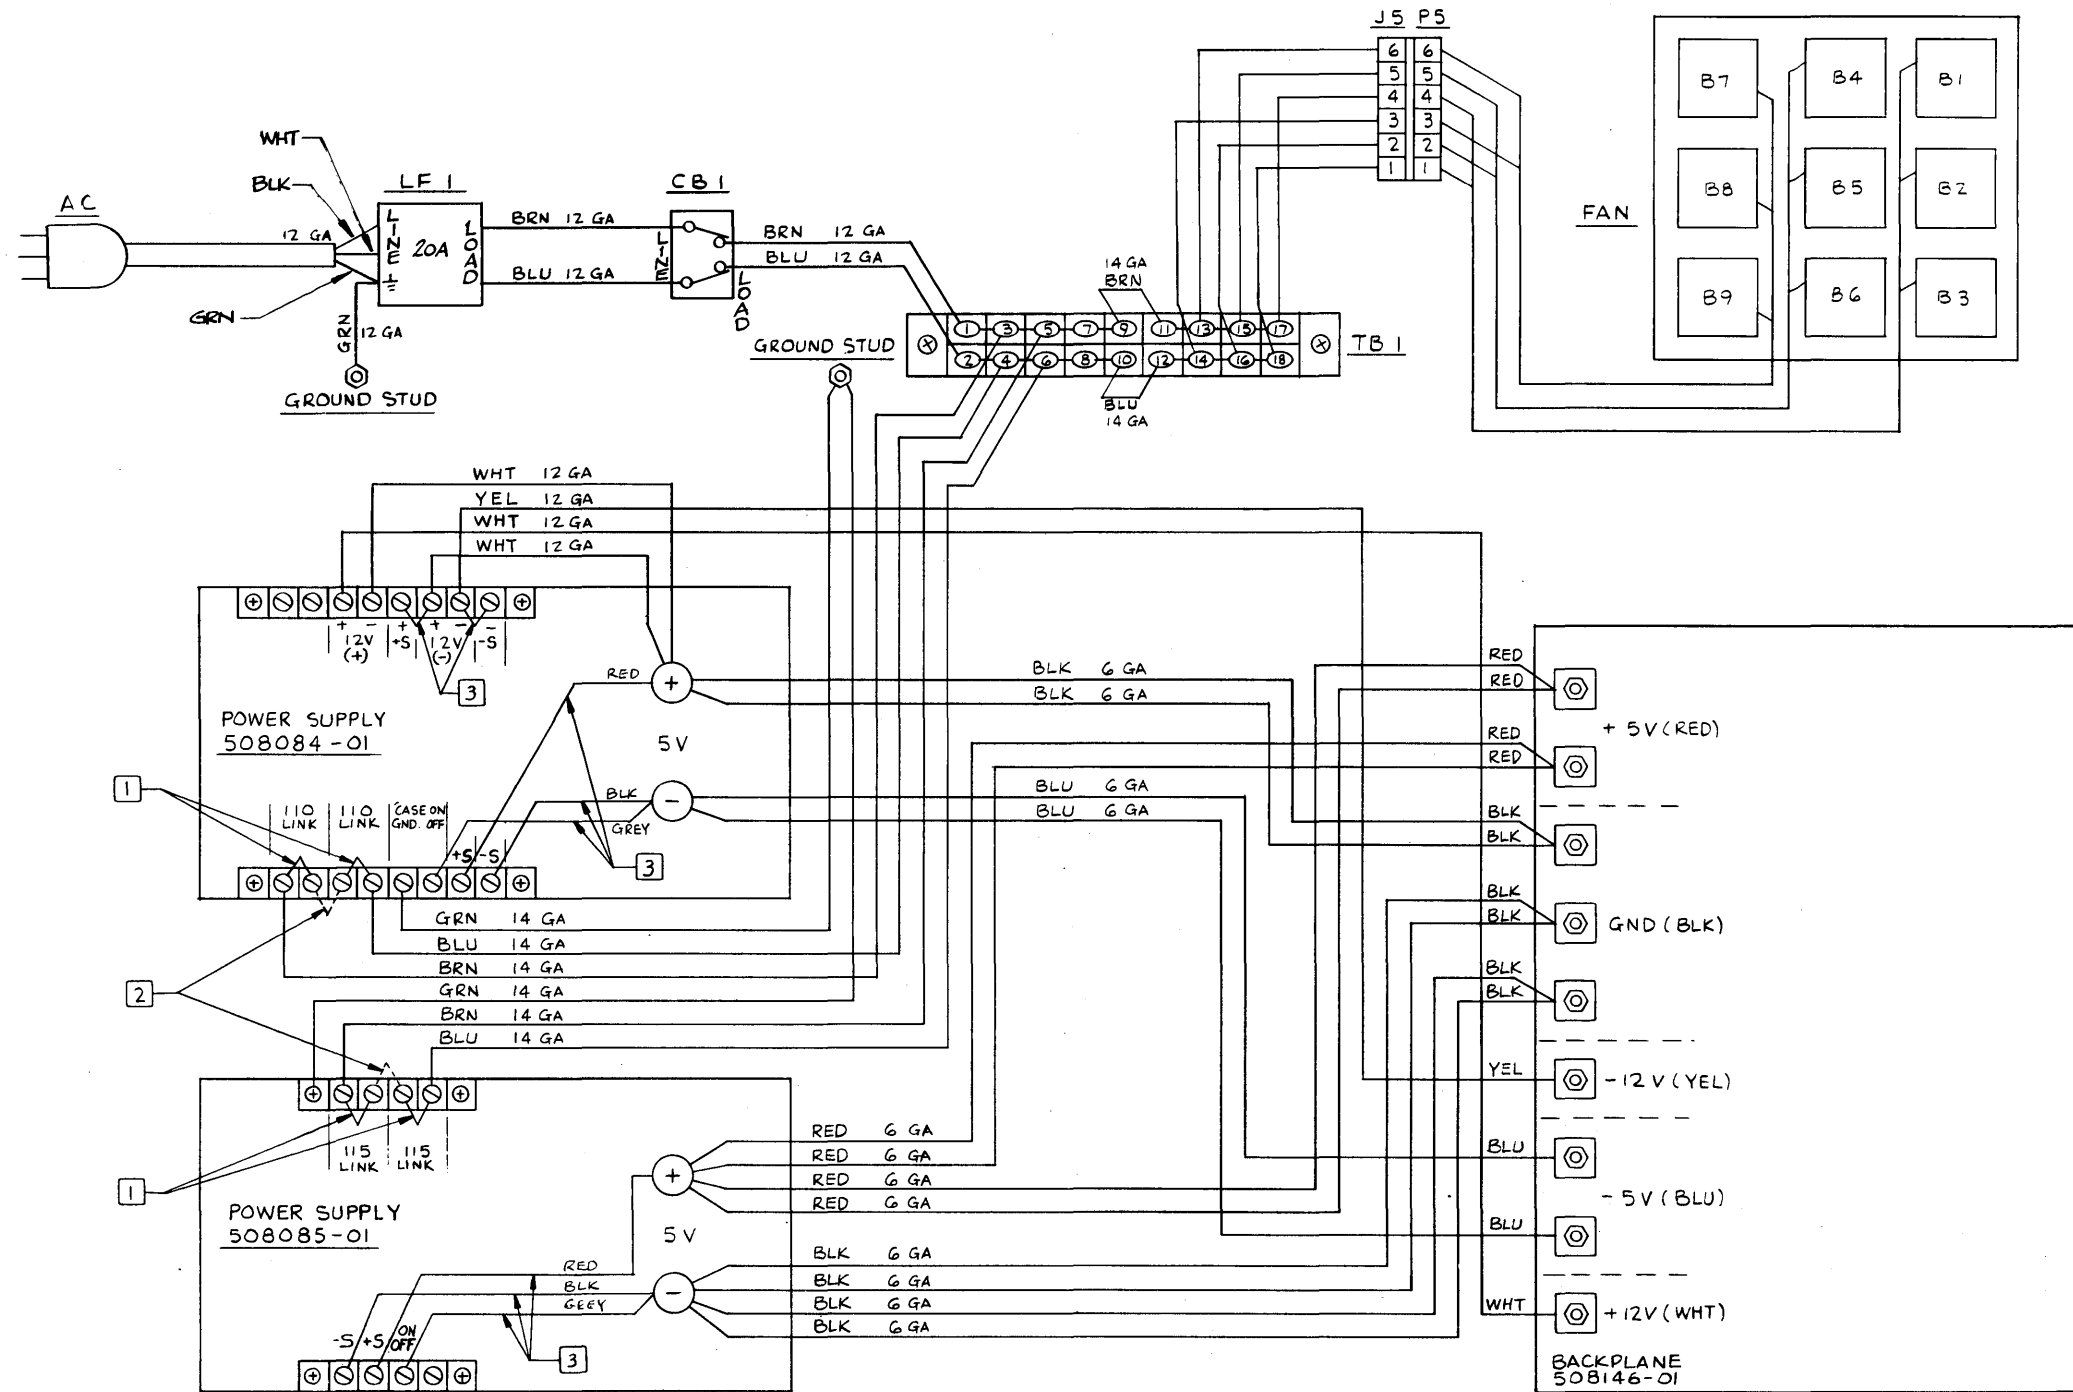 J5 P5
6 6
5 5
4 4
3 3
2 2
1 1
FAN
B7 B4 B1
B8 B5 B2
B9 B6 B3
AC
WHT
BLK
12 GA
GRN
LF 1
LINE
20A
LOAD
GRN
12 GA
GROUND STUD
BRN 12 GA
BLU 12 GA
CB 1
LINE
LOAD
BRN 12 GA
BLU 12 GA
14 GA
BRN
1 3 5 7 9 11 13 15 17
2 4 6 8 10 12 14 16 18
TB 1
BLU
14 GA
GROUND STUD
WHT 12 GA
YEL 12 GA
WHT 12 GA
WHT 12 GA
+ - + + - -
12V +S 12V -S
(+) (-)
3
RED
+
POWER SUPPLY
508084-01
5V
BLK
-
GREY
1
110 LINK
110 LINK
CASE ON
GND. OFF
+S -S
3
BLK 6 GA
BLK 6 GA
BLU 6 GA
BLU 6 GA
GRN 14 GA
BLU 14 GA
BRN 14 GA
GRN 14 GA
BRN 14 GA
BLU 14 GA
2
115 LINK
115 LINK
1
POWER SUPPLY
508085-01
+
5V
-
RED
BLK
GEEY
-S +S ON
OFF
3
RED 6 GA
RED 6 GA
RED 6 GA
RED 6 GA
BLK 6 GA
BLK 6 GA
BLK 6 GA
BLK 6 GA
RED
RED
+ 5V (RED)
RED
RED
BLK
BLK
BLK
BLK
GND (BLK)
BLK
BLK
YEL
-12V (YEL)
BLU
- 5V (BLU)
BLU
WHT
+12V (WHT)
BACKPLANE
508146-01